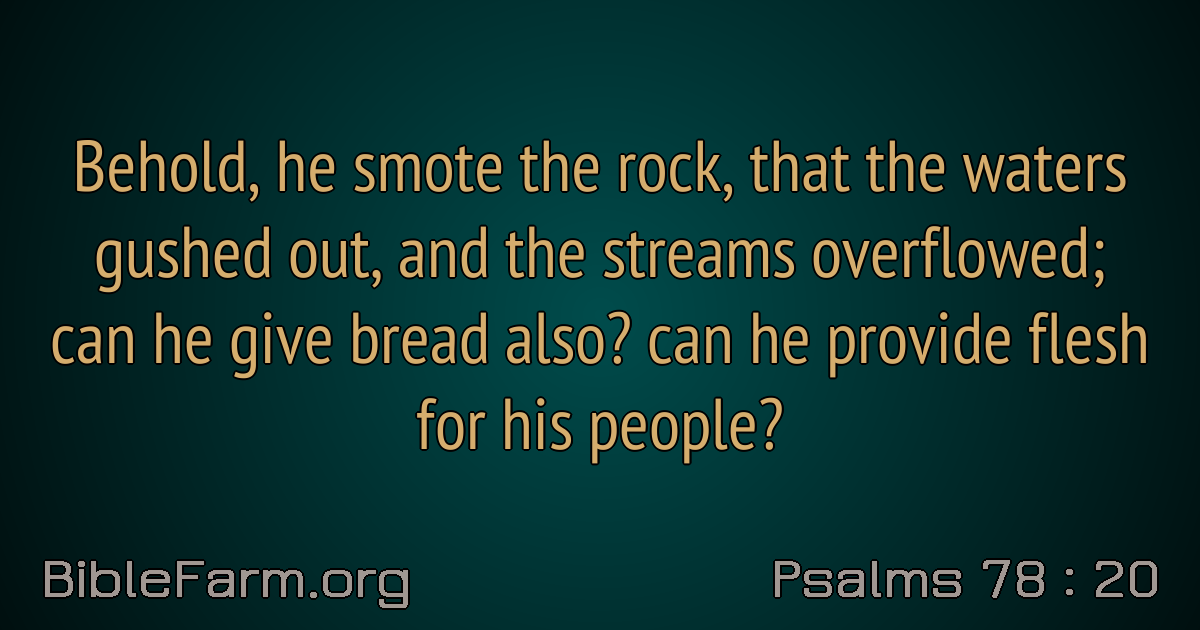 Behold, he smote the rock, that the waters
gushed out, and the streams overflowed;
can he give bread also? can he provide flesh
for his people?
BibleFarm.org
Psalms 78 : 20